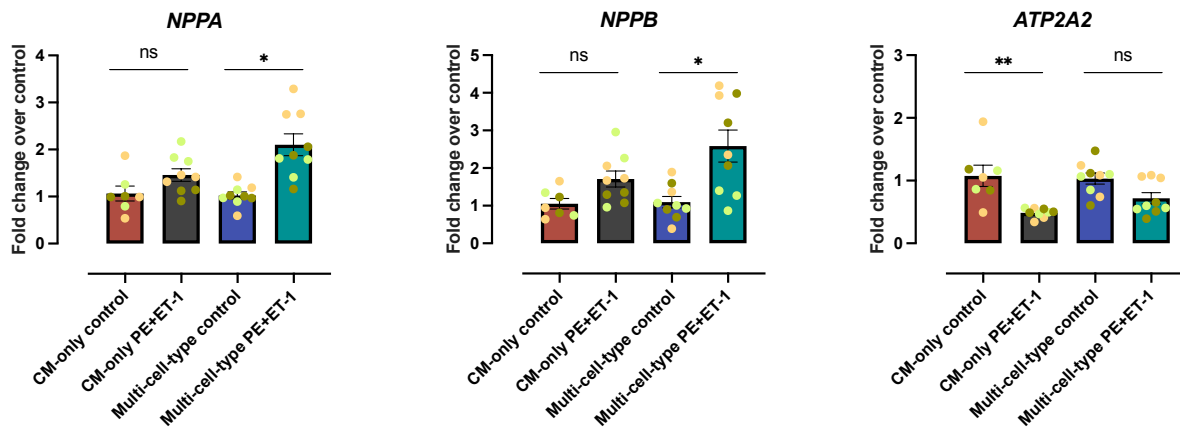 NPPA
Fold change over control
4
3
2
1
0
ns
*
CM-only control
CM-only PE+ET-1
Multi-cell-type control
Multi-cell-type PE+ET-1
NPPB
Fold change over control
5
4
3
2
1
0
ns
*
CM-only control
CM-only PE+ET-1
Multi-cell-type control
Multi-cell-type PE+ET-1
ATP2A2
Fold change over control
3
2
1
0
**
ns
CM-only control
CM-only PE+ET-1
Multi-cell-type control
Multi-cell-type PE+ET-1